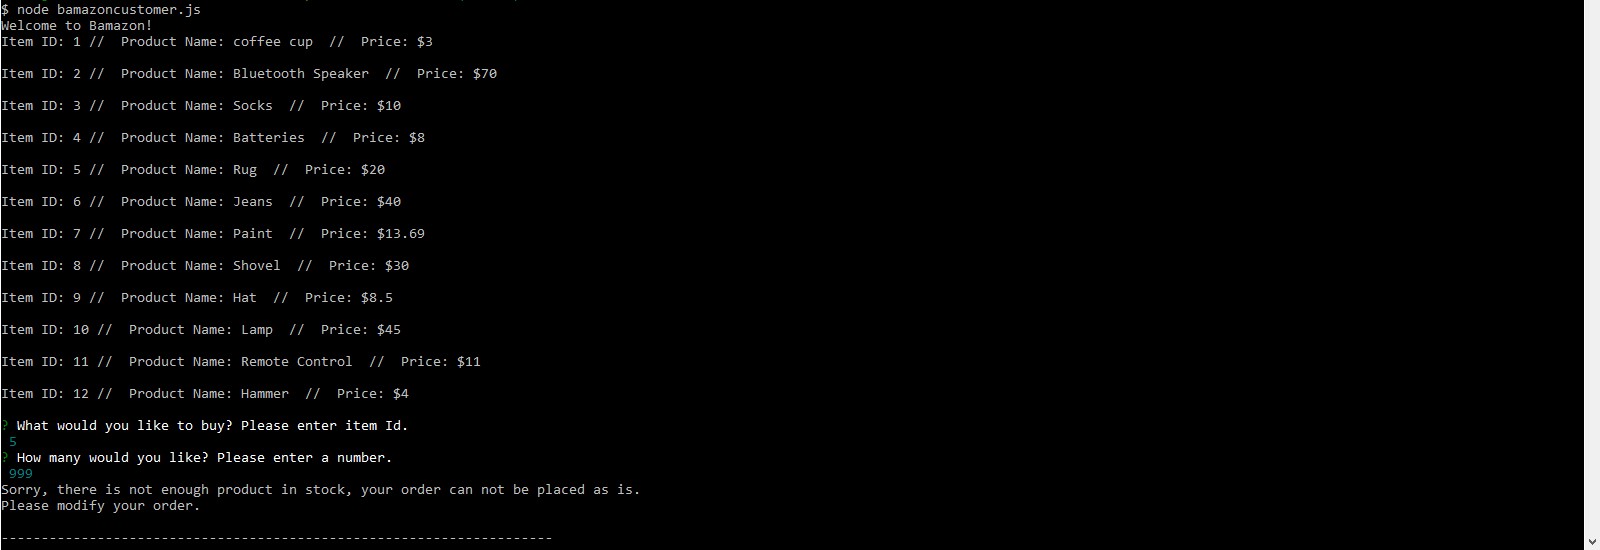 $ node bamazoncustomer.js
Welcome to Bamazon!
Item ID: 1 //  Product Name: coffee cup  //  Price: $3
Item ID: 2 //  Product Name: Bluetooth Speaker  //  Price: $70
Item ID: 3 //  Product Name: Socks  //  Price: $10
Item ID: 4 //  Product Name: Batteries  //  Price: $8
Item ID: 5 //  Product Name: Rug  //  Price: $20
Item ID: 6 //  Product Name: Jeans  //  Price: $40
Item ID: 7 //  Product Name: Paint  //  Price: $13.69
Item ID: 8 //  Product Name: Shovel  //  Price: $30
Item ID: 9 //  Product Name: Hat  //  Price: $8.5
Item ID: 10 //  Product Name: Lamp  //  Price: $45
Item ID: 11 //  Product Name: Remote Control  //  Price: $11
Item ID: 12 //  Product Name: Hammer  //  Price: $4
? What would you like to buy? Please enter item Id.
5
? How many would you like? Please enter a number.
999
Sorry, there is not enough product in stock, your order can not be placed as is.
Please modify your order.
---------------------------------------------------------------------